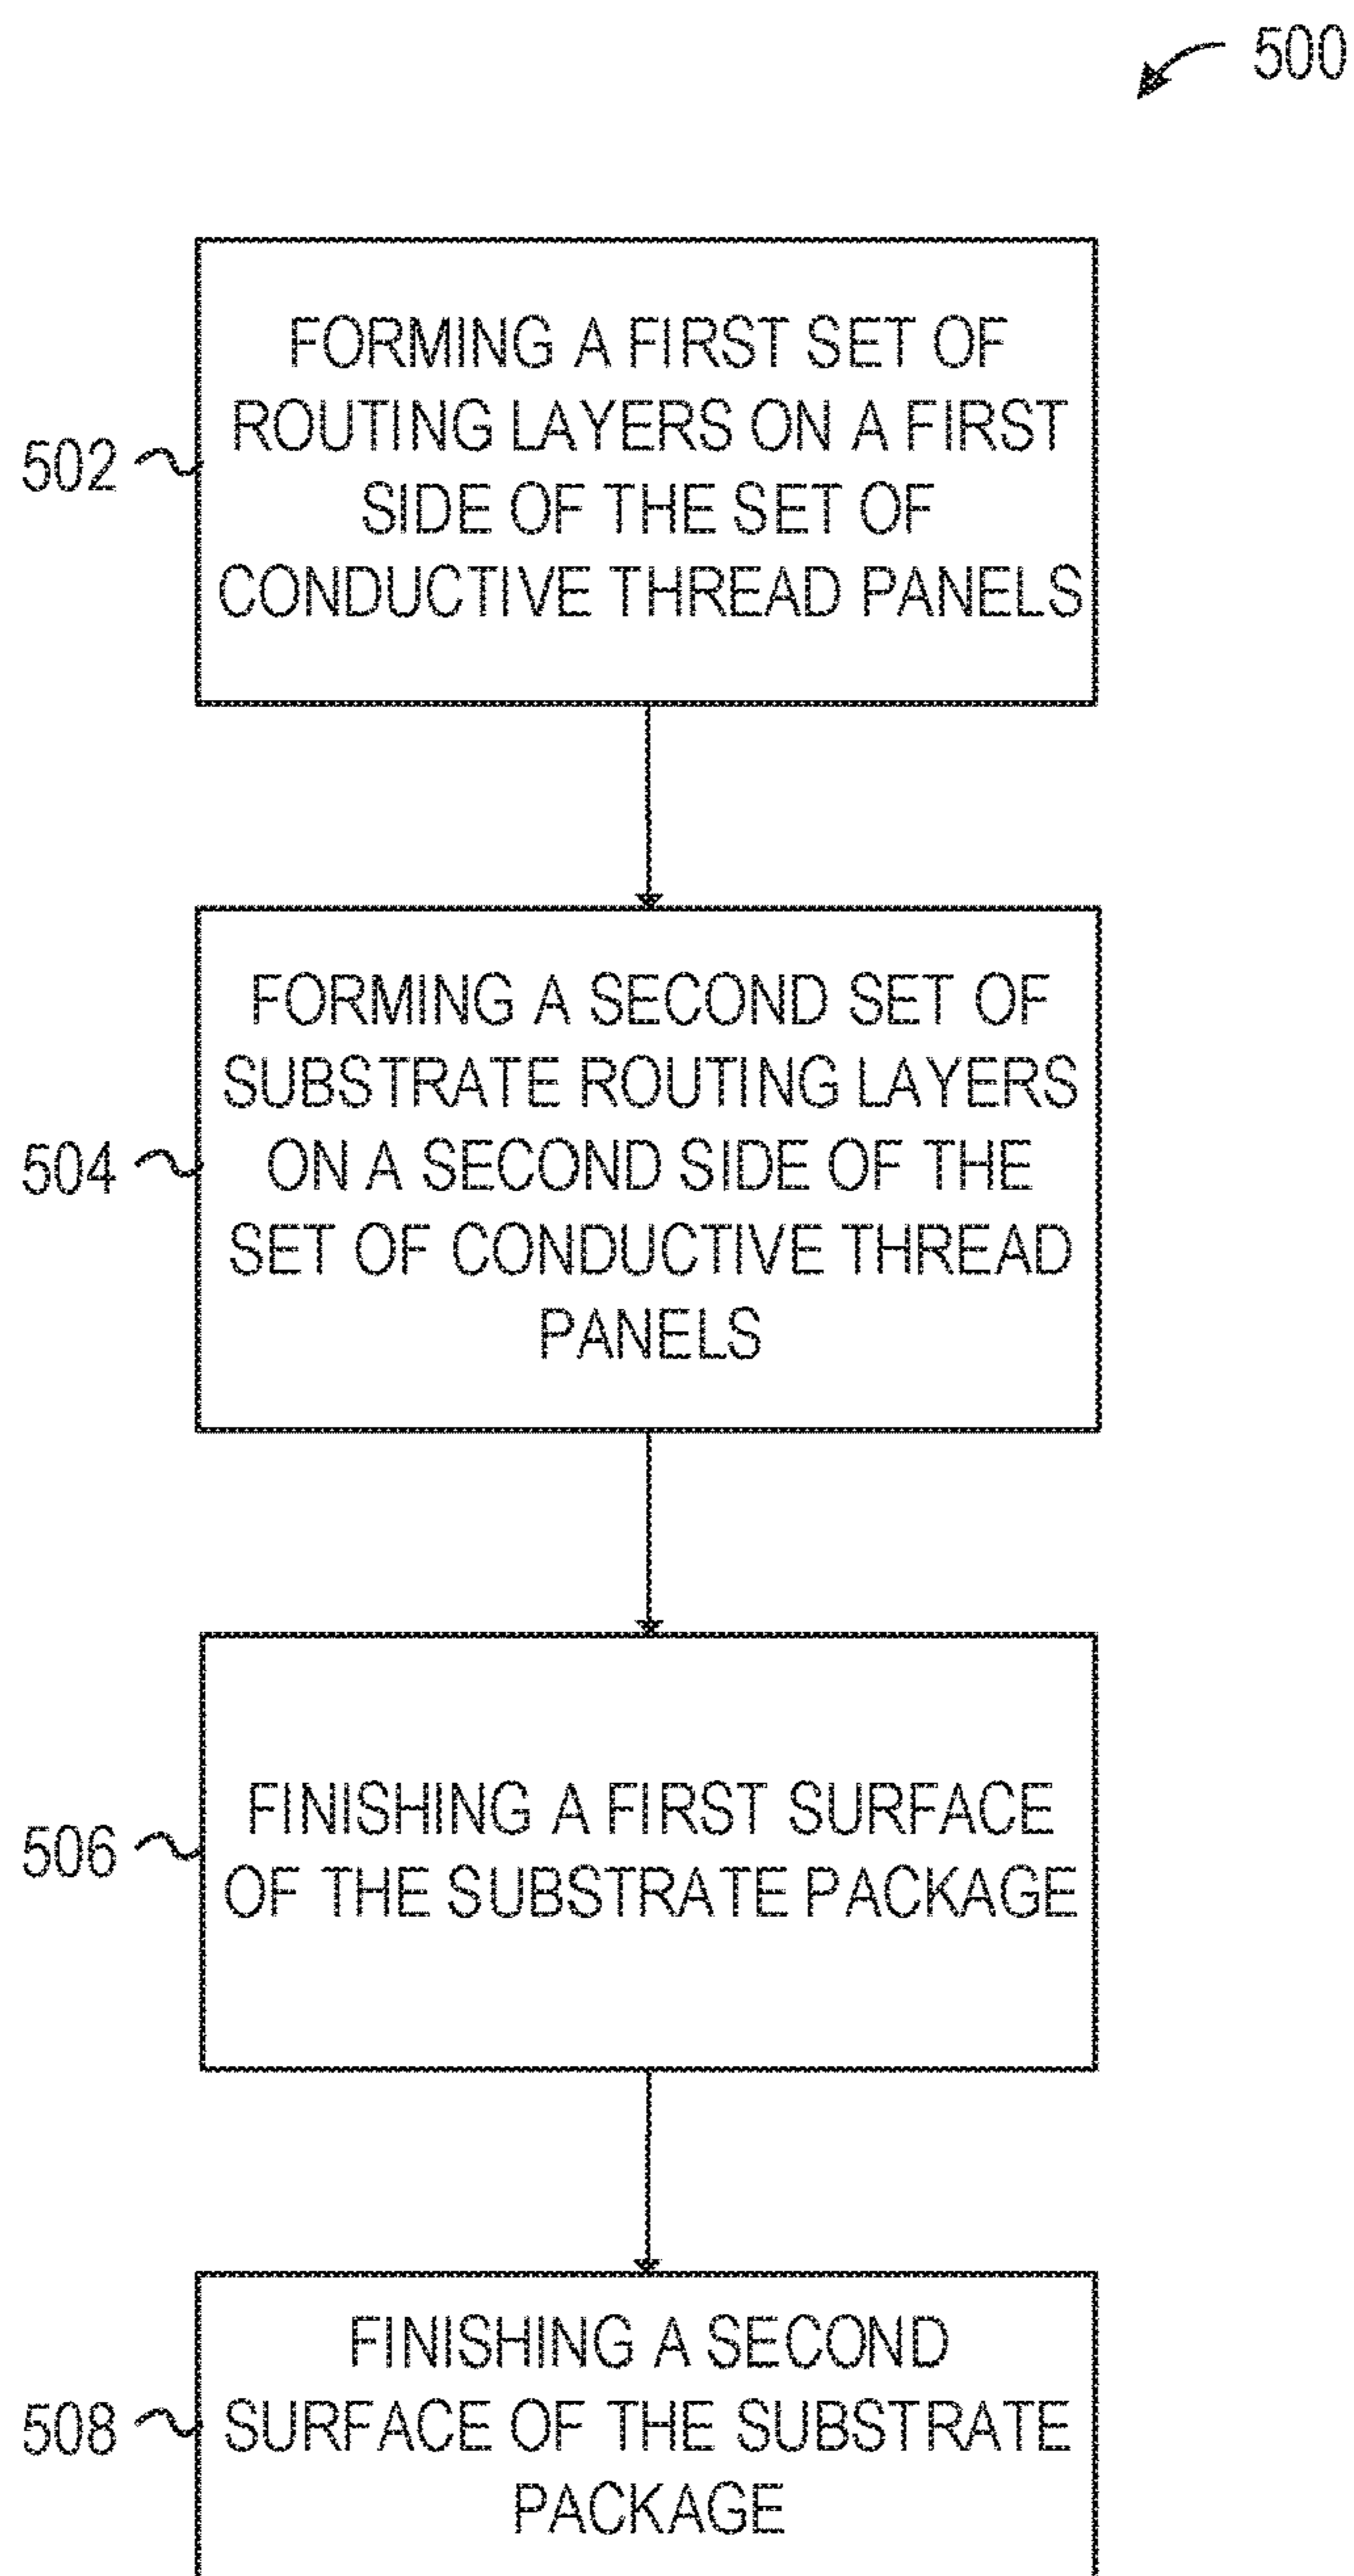 500
FORMING A FIRST SET OF
ROUTING LAYERS ON A FIRST
SIDE OF THE SET OF
CONDUCTIVE THREAD PANELS
502
FORMING A SECOND SET OF
SUBSTRATE ROUTING LAYERS
ON A SECOND SIDE OF THE
SET OF CONDUCTIVE THREAD
PANELS
504
FINISHING A FIRST SURFACE
OF THE SUBSTRATE PACKAGE
506
FINISHING A SECOND
SURFACE OF THE SUBSTRATE
PACKAGE
508